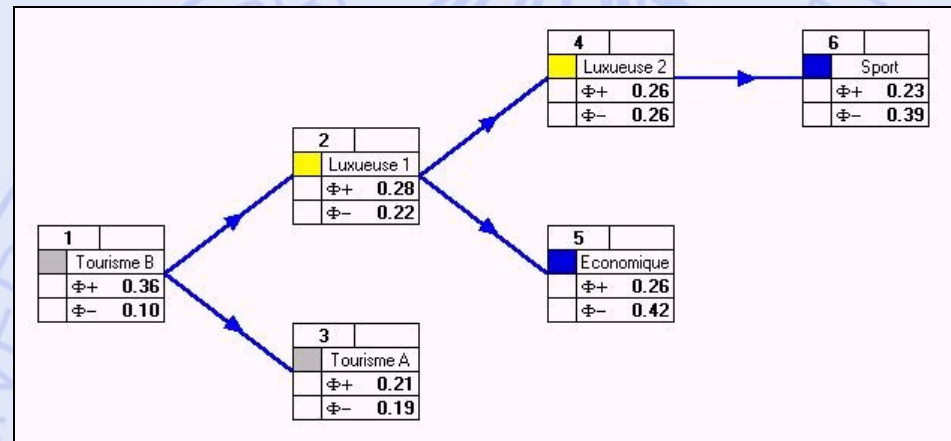 1
Tourisme B
Φ+ 0.36
Φ− 0.10
2
Luxueuse 1
Φ+ 0.28
Φ− 0.22
3
Tourisme A
Φ+ 0.21
Φ− 0.19
4
Luxueuse 2
Φ+ 0.26
Φ− 0.26
5
Economique
Φ+ 0.26
Φ− 0.42
6
Sport
Φ+ 0.23
Φ− 0.39